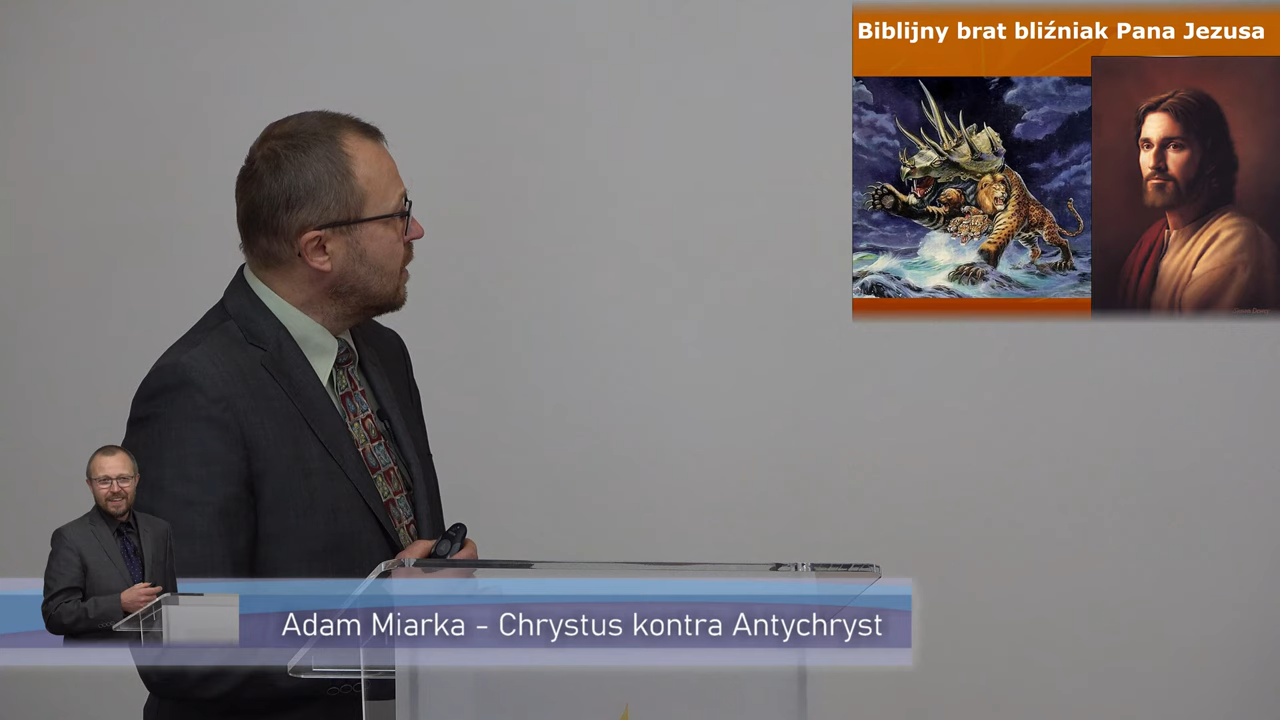 Biblijny brat bliźniak Pana Jezusa
Adam Miarka - Chrystus kontra Antychryst